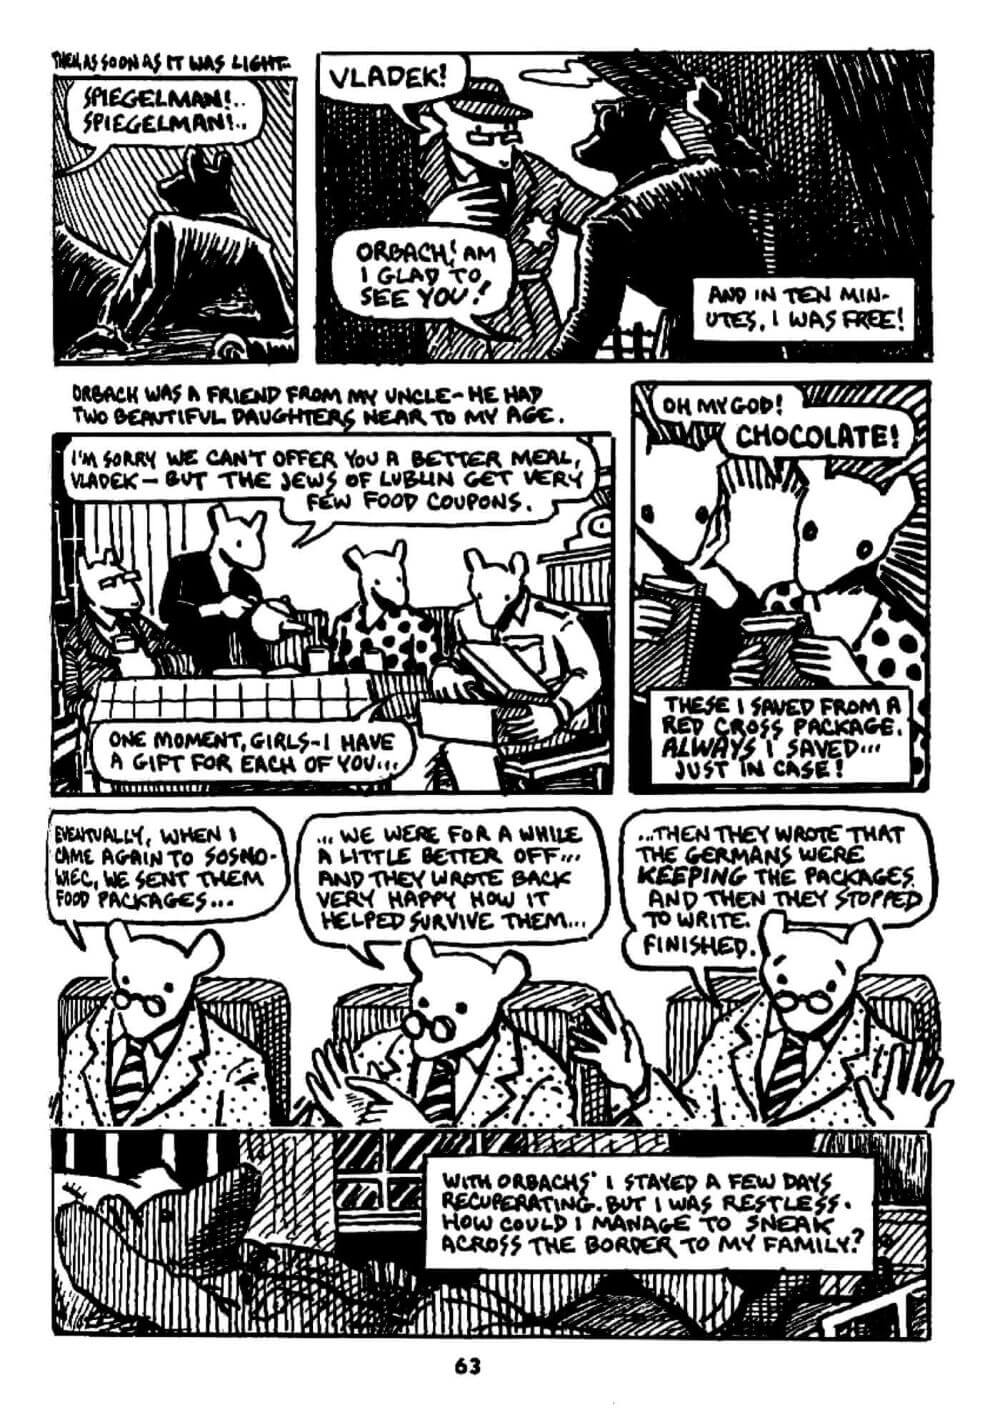 THEN, AS SOON AS IT WAS LIGHT..
SPIEGELMAN!..
SPIEGELMAN!..
VLADEK!
ORBACH! AM
I GLAD TO
SEE YOU!
AND IN TEN MIN-
UTES, I WAS FREE!
ORBACH WAS A FRIEND FROM MY UNCLE - HE HAD
TWO BEAUTIFUL DAUGHTERS NEAR TO MY AGE.
I'M SORRY WE CAN'T OFFER YOU A BETTER MEAL,
VLADEK - BUT THE JEWS OF LUBLIN GET VERY
FEW FOOD COUPONS.
ONE MOMENT, GIRLS - I HAVE
A GIFT FOR EACH OF YOU...
OH MY GOD!
CHOCOLATE!
THESE I SAVED FROM A
RED CROSS PACKAGE.
ALWAYS I SAVED...
JUST IN CASE!
EVENTUALLY, WHEN I
CAME AGAIN TO SOSNO-
WIEC, WE SENT THEM
FOOD PACKAGES...
... WE WERE FOR A WHILE
A LITTLE BETTER OFF...
AND THEY WROTE BACK
VERY HAPPY HOW IT
HELPED SURVIVE THEM...
...THEN THEY WROTE THAT
THE GERMANS WERE
KEEPING THE PACKAGES.
AND THEN THEY STOPPED
TO WRITE.
FINISHED.
WITH ORBACHS' I STAYED A FEW DAYS
RECUPERATING. BUT I WAS RESTLESS.
HOW COULD I MANAGE TO SNEAK
ACROSS THE BORDER TO MY FAMILY?
63